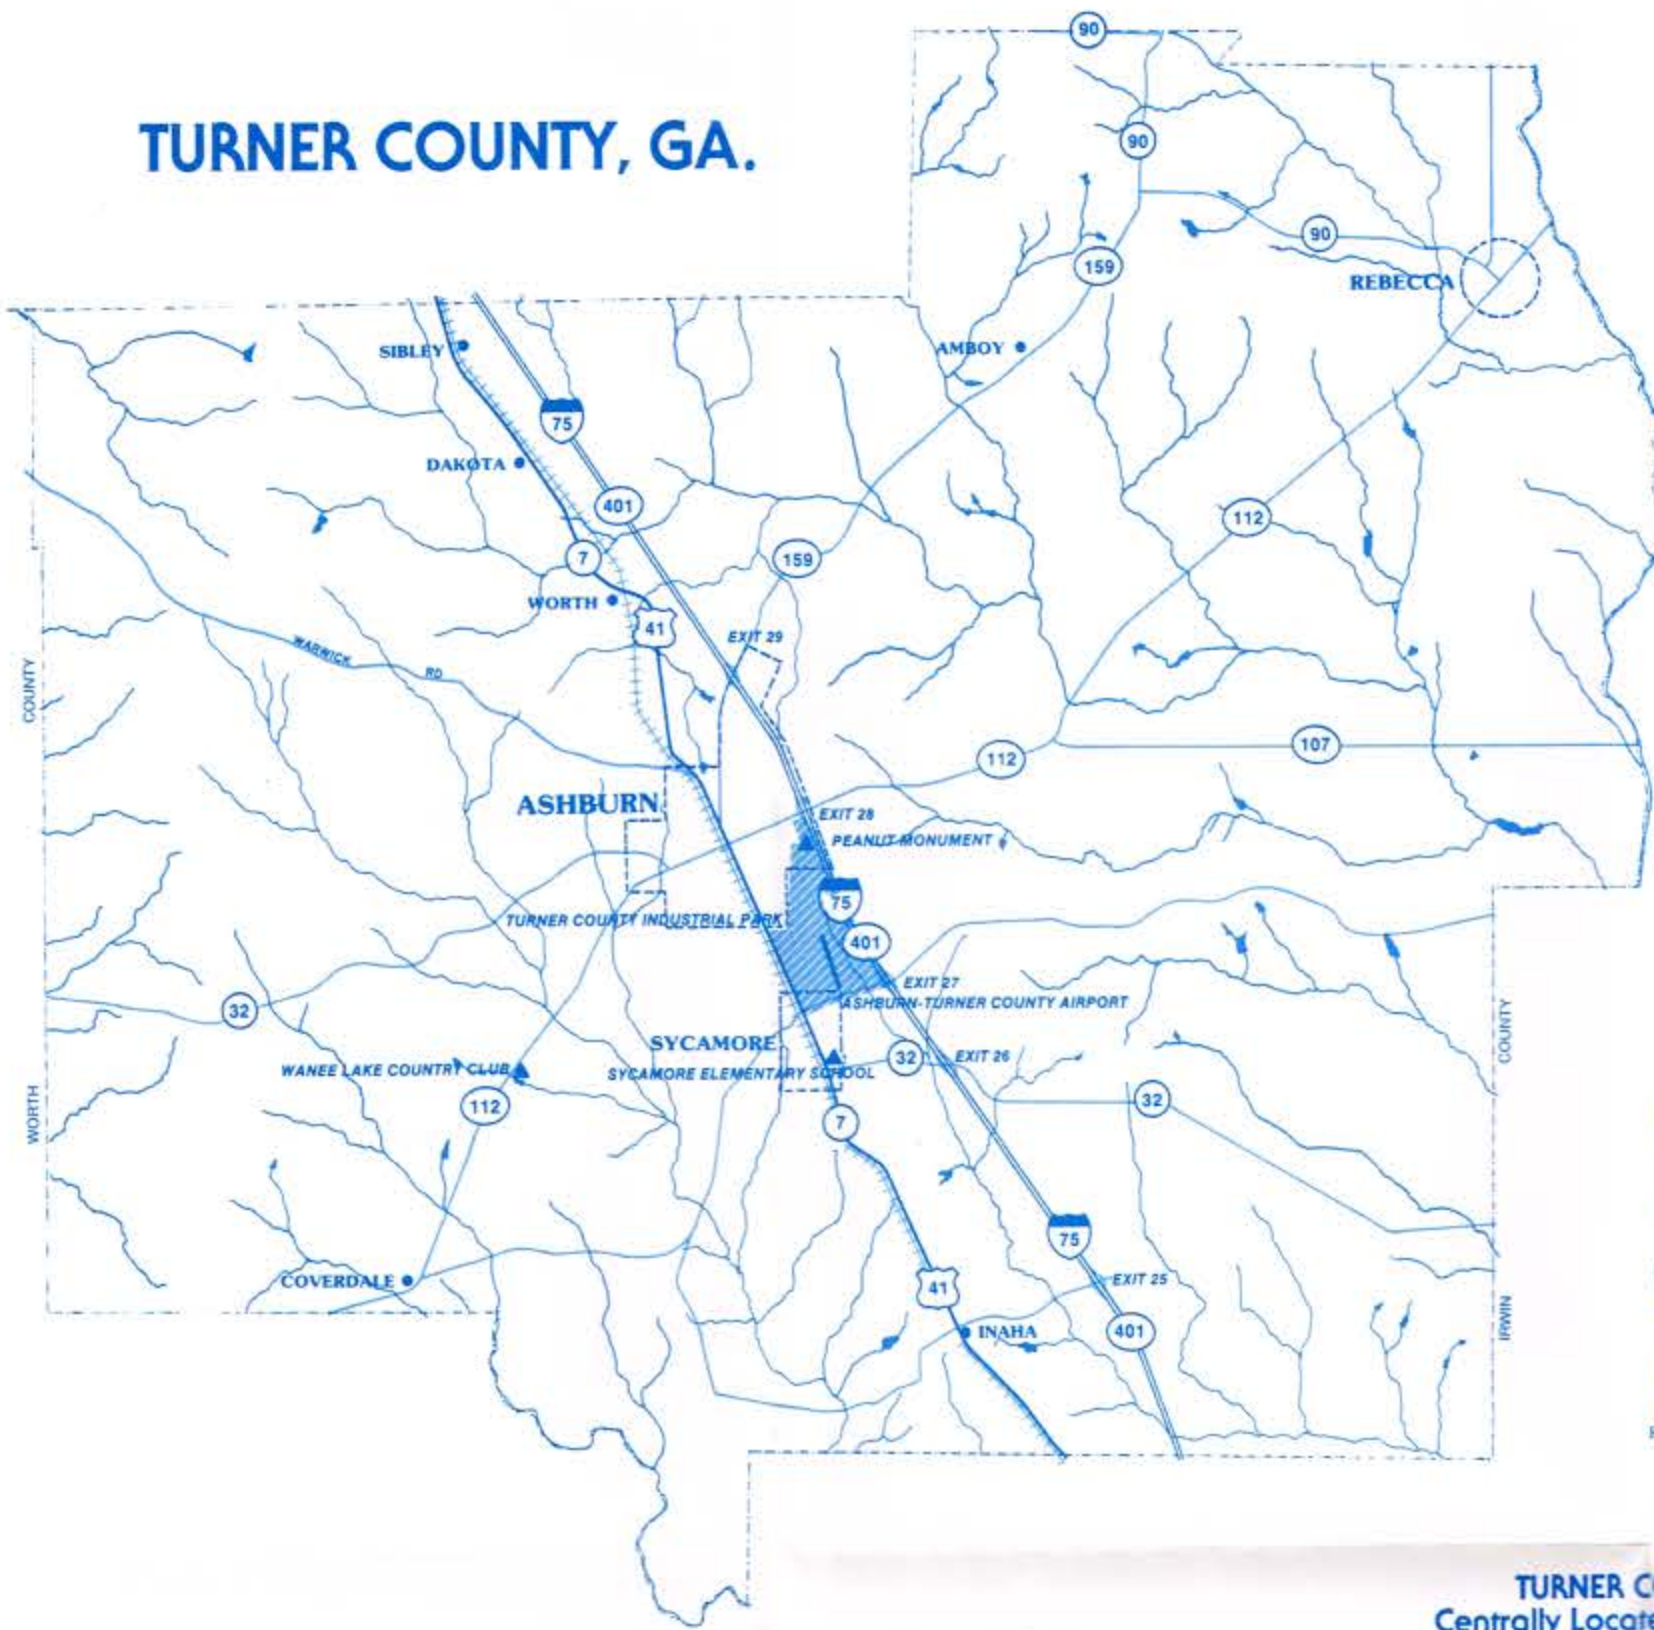 TURNER COUNTY, GA.
90
90
90
159
REBECCA
SIBLEY
AMBOY
75
DAKOTA
401
112
7
159
WORTH
41
EXIT 29
WARWICK RD
COUNTY
112
107
ASHBURN
EXIT 28
PEANUT MONUMENT
75
TURNER COUNTY INDUSTRIAL PARK
401
EXIT 27
ASHBURN-TURNER COUNTY AIRPORT
32
SYCAMORE
COUNTY
32
EXIT 26
WANEE LAKE COUNTRY CLUB
SYCAMORE ELEMENTARY SCHOOL
112
32
WORTH
7
75
COVERDALE
41
EXIT 25
INAHA
401
IRWIN
TURNER C
Centrally Locate